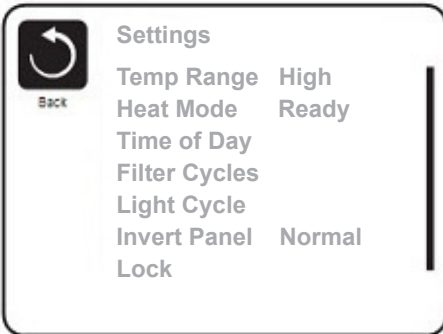 Settings
Back
Temp Range High
Heat Mode Ready
Time of Day
Filter Cycles
Light Cycle
Invert Panel Normal
Lock